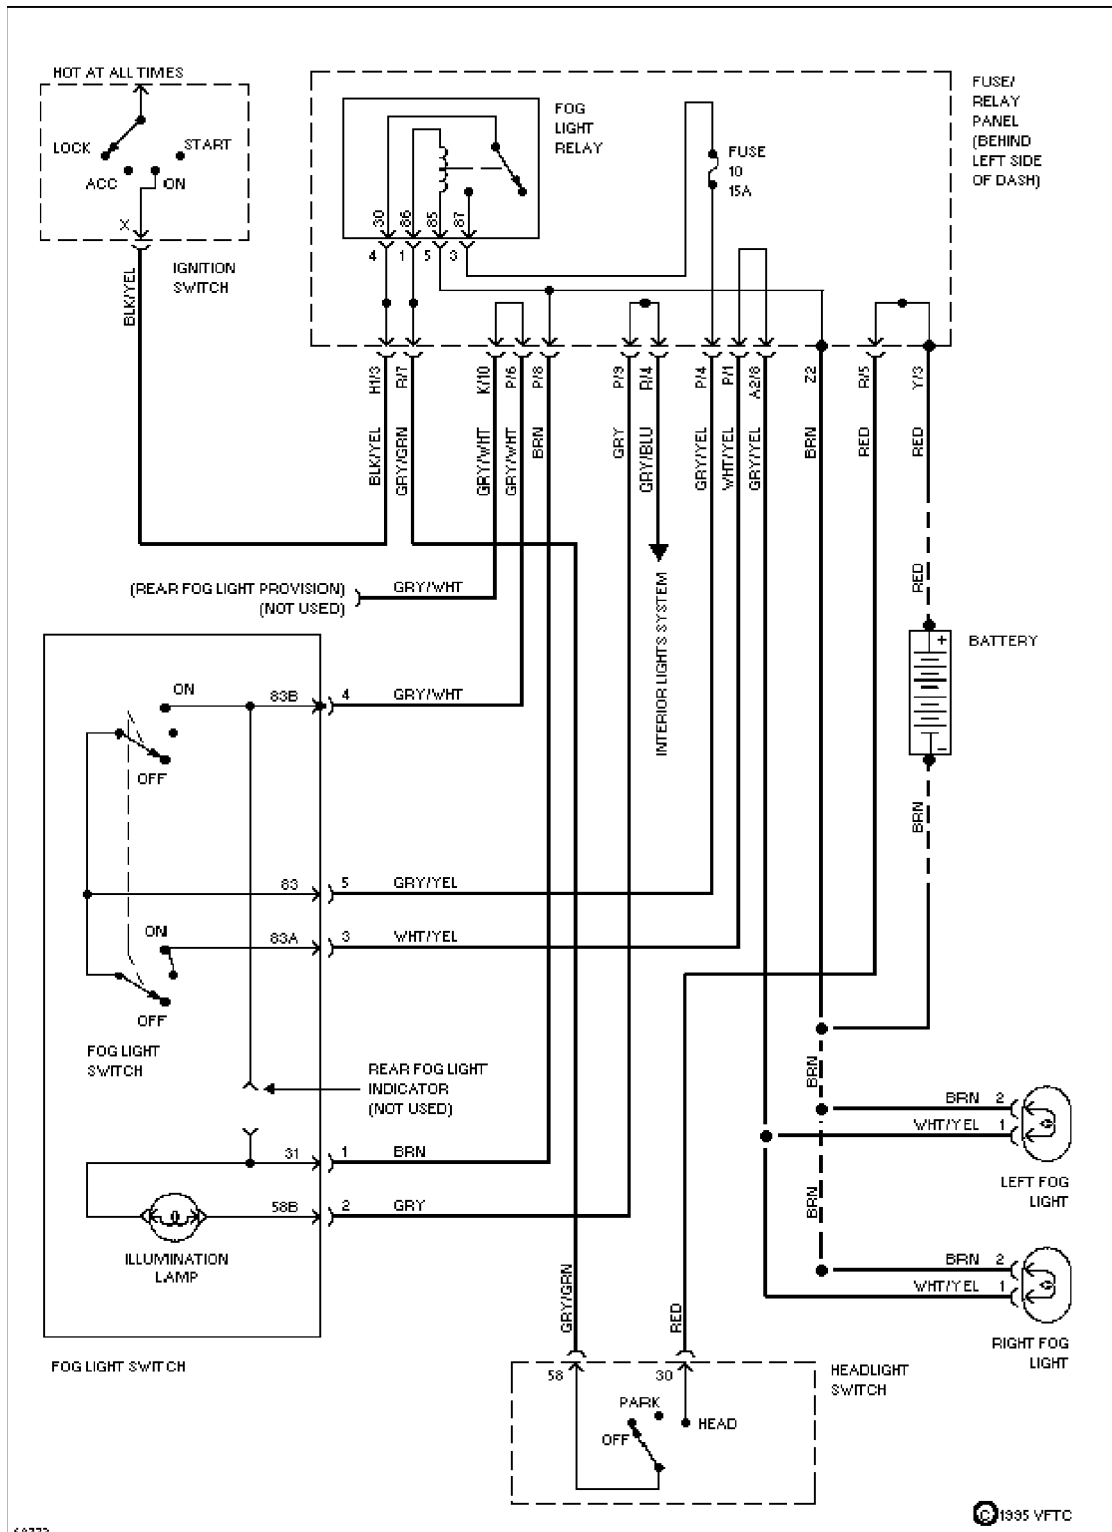 HOT AT ALL TIMES
LOCK
START
ACC
ON
X
IGNITION
SWITCH
BLK/YEL
FOG
LIGHT
RELAY
30
86
85
87
4
1
5
3
FUSE
10
15A
FUSE/
RELAY
PANEL
(BEHIND
LEFT SIDE
OF DASH)
H1/3
R/7
K/10
P/6
P/8
P/9
R/4
P/4
P/1
A2/8
Z2
R/5
Y/3
BLK/YEL
GRY/GRN
GRY/WHT
GRY/WHT
BRN
GRY
GRY/BLU
GRY/YEL
WHT/YEL
GRY/YEL
BRN
RED
RED
(REAR FOG LIGHT PROVISION)
(NOT USED)
GRY/WHT
INTERIOR LIGHTS SYSTEM
RED
+
BATTERY
-
BRN
ON
83B
4
GRY/WHT
OFF
83
5
GRY/YEL
ON
83A
3
WHT/YEL
OFF
FOG LIGHT
SWITCH
REAR FOG LIGHT
INDICATOR
(NOT USED)
31
1
BRN
58B
2
GRY
ILLUMINATION
LAMP
FOG LIGHT SWITCH
BRN
BRN
2
WHT/YEL
1
LEFT FOG
LIGHT
BRN
BRN
2
WHT/YEL
1
RIGHT FOG
LIGHT
GRY/GRN
RED
58
30
HEADLIGHT
SWITCH
PARK
HEAD
OFF
©1995 VFTC